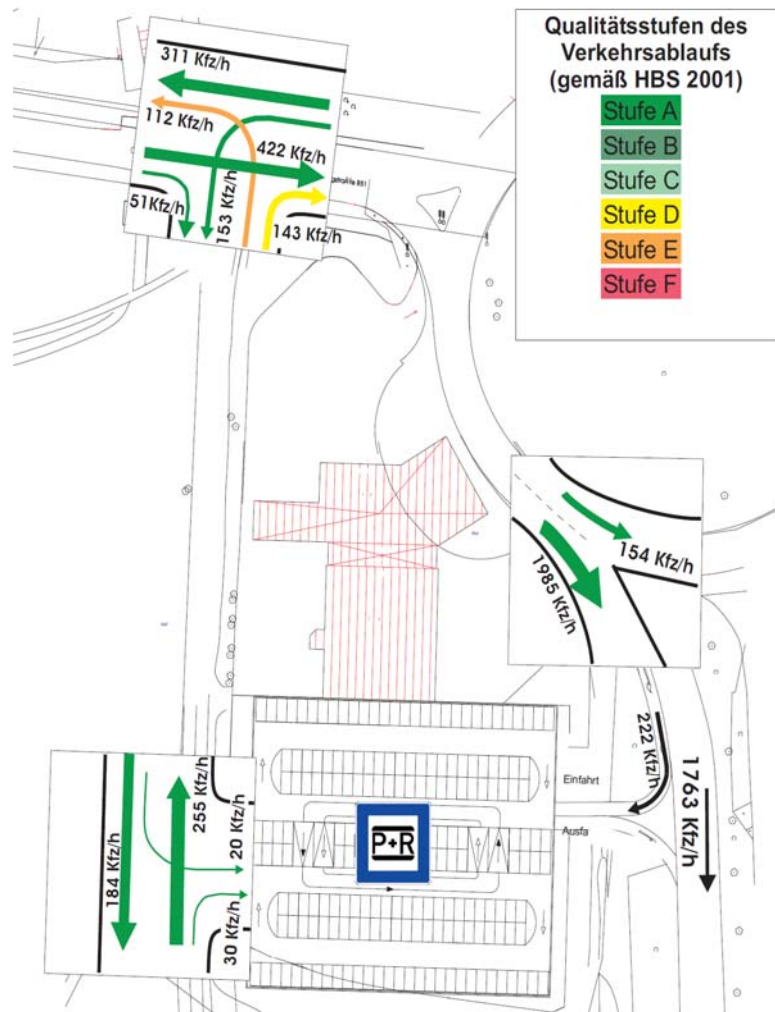 Qualitätsstufen des
Verkehrsablaufs
(gemäß HBS 2001)
Stufe A
Stufe B
Stufe C
Stufe D
Stufe E
Stufe F
311 Kfz/h
112 Kfz/h
422 Kfz/h
51Kfz/h
153 Kfz/h
143 Kfz/h
154 Kfz/h
1985 Kfz/h
222 Kfz/h
1763 Kfz/h
Einfahrt
Ausfa
P+R
184 Kfz/h
255 Kfz/h
20 Kfz/h
30 Kfz/h